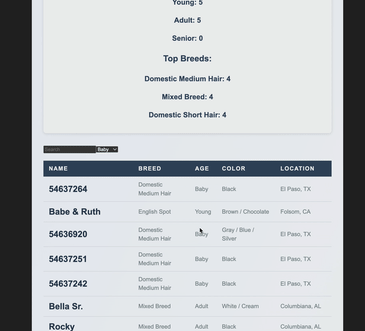 Young: 5
Adult: 5
Senior: 0
Top Breeds:
Domestic Medium Hair: 4
Mixed Breed: 4
Domestic Short Hair: 4
Search
Baby
NAME BREED AGE COLOR LOCATION
54637264 Domestic Medium Hair Baby Black El Paso, TX
Babe & Ruth English Spot Young Brown / Chocolate Folsom, CA
54636920 Domestic Medium Hair Baby Gray / Blue / Silver El Paso, TX
54637251 Domestic Medium Hair Baby Black El Paso, TX
54637242 Domestic Medium Hair Baby Black El Paso, TX
Bella Sr. Mixed Breed Adult White / Cream Columbiana, AL
Rocky Mixed Breed Adult Black Columbiana, AL